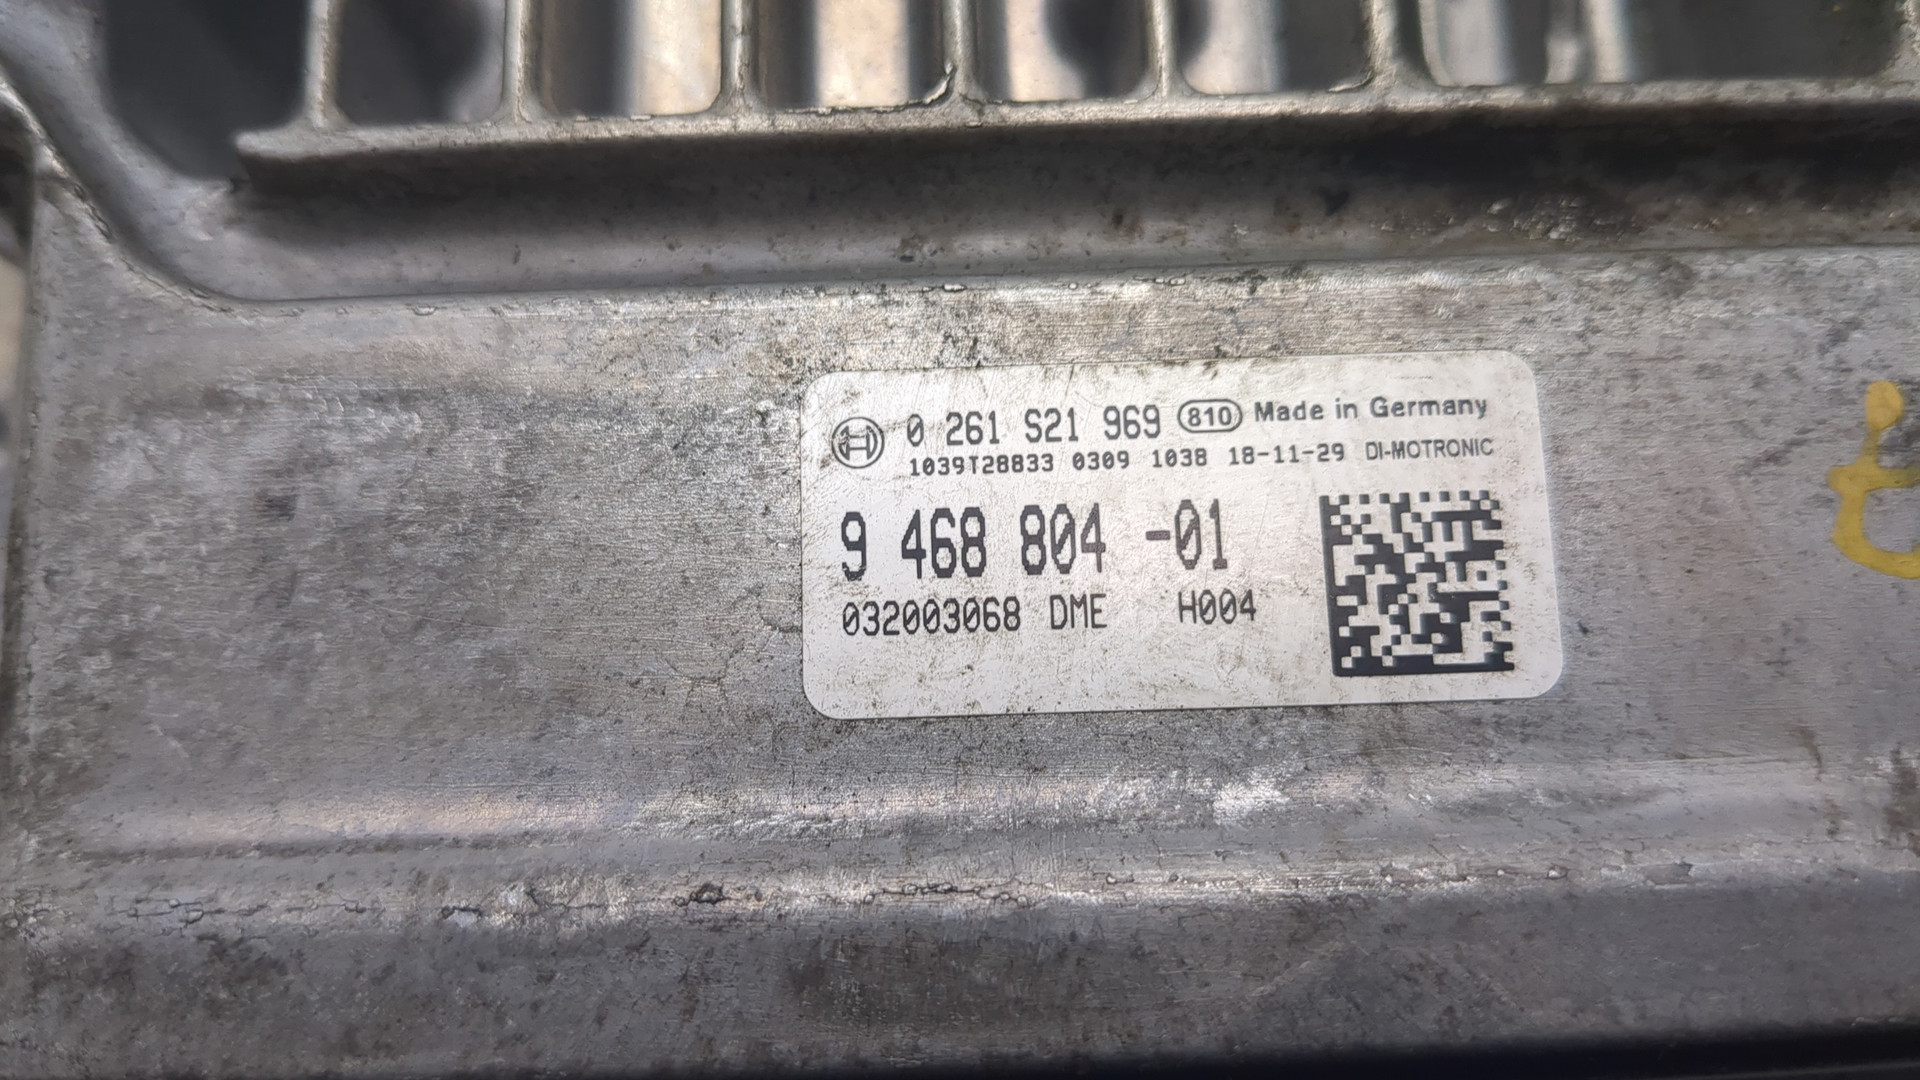 0 261 S21 969 810 Made in Germany
1039T28833 0309 1038 18-11-29 DI-MOTRONIC
9 468 804 -01
032003068 DME H004